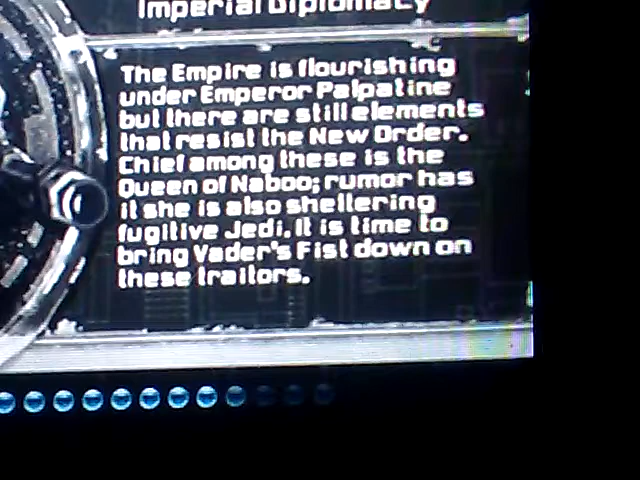 Imperial Diplomacy
The Empire is flourishing
under Emperor Palpatine
but there are still elements
that resist the New Order.
Chief among these is the
Queen of Naboo; rumor has
it she is also sheltering
fugitive Jedi. It is time to
bring Vader's Fist down on
these traitors.